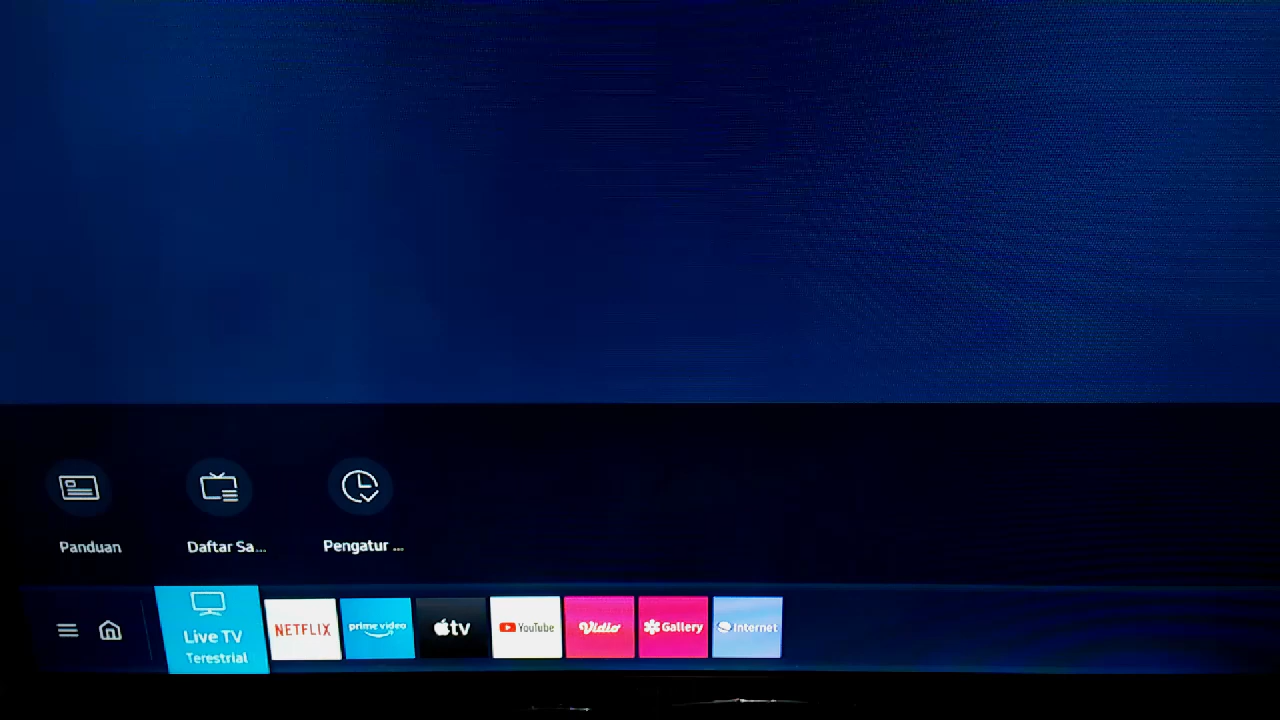 Panduan
Daftar Sa...
Pengatur ...
Live TV
Terestrial
NETFLIX
prime video
tv
YouTube
Vidio
Gallery
Internet